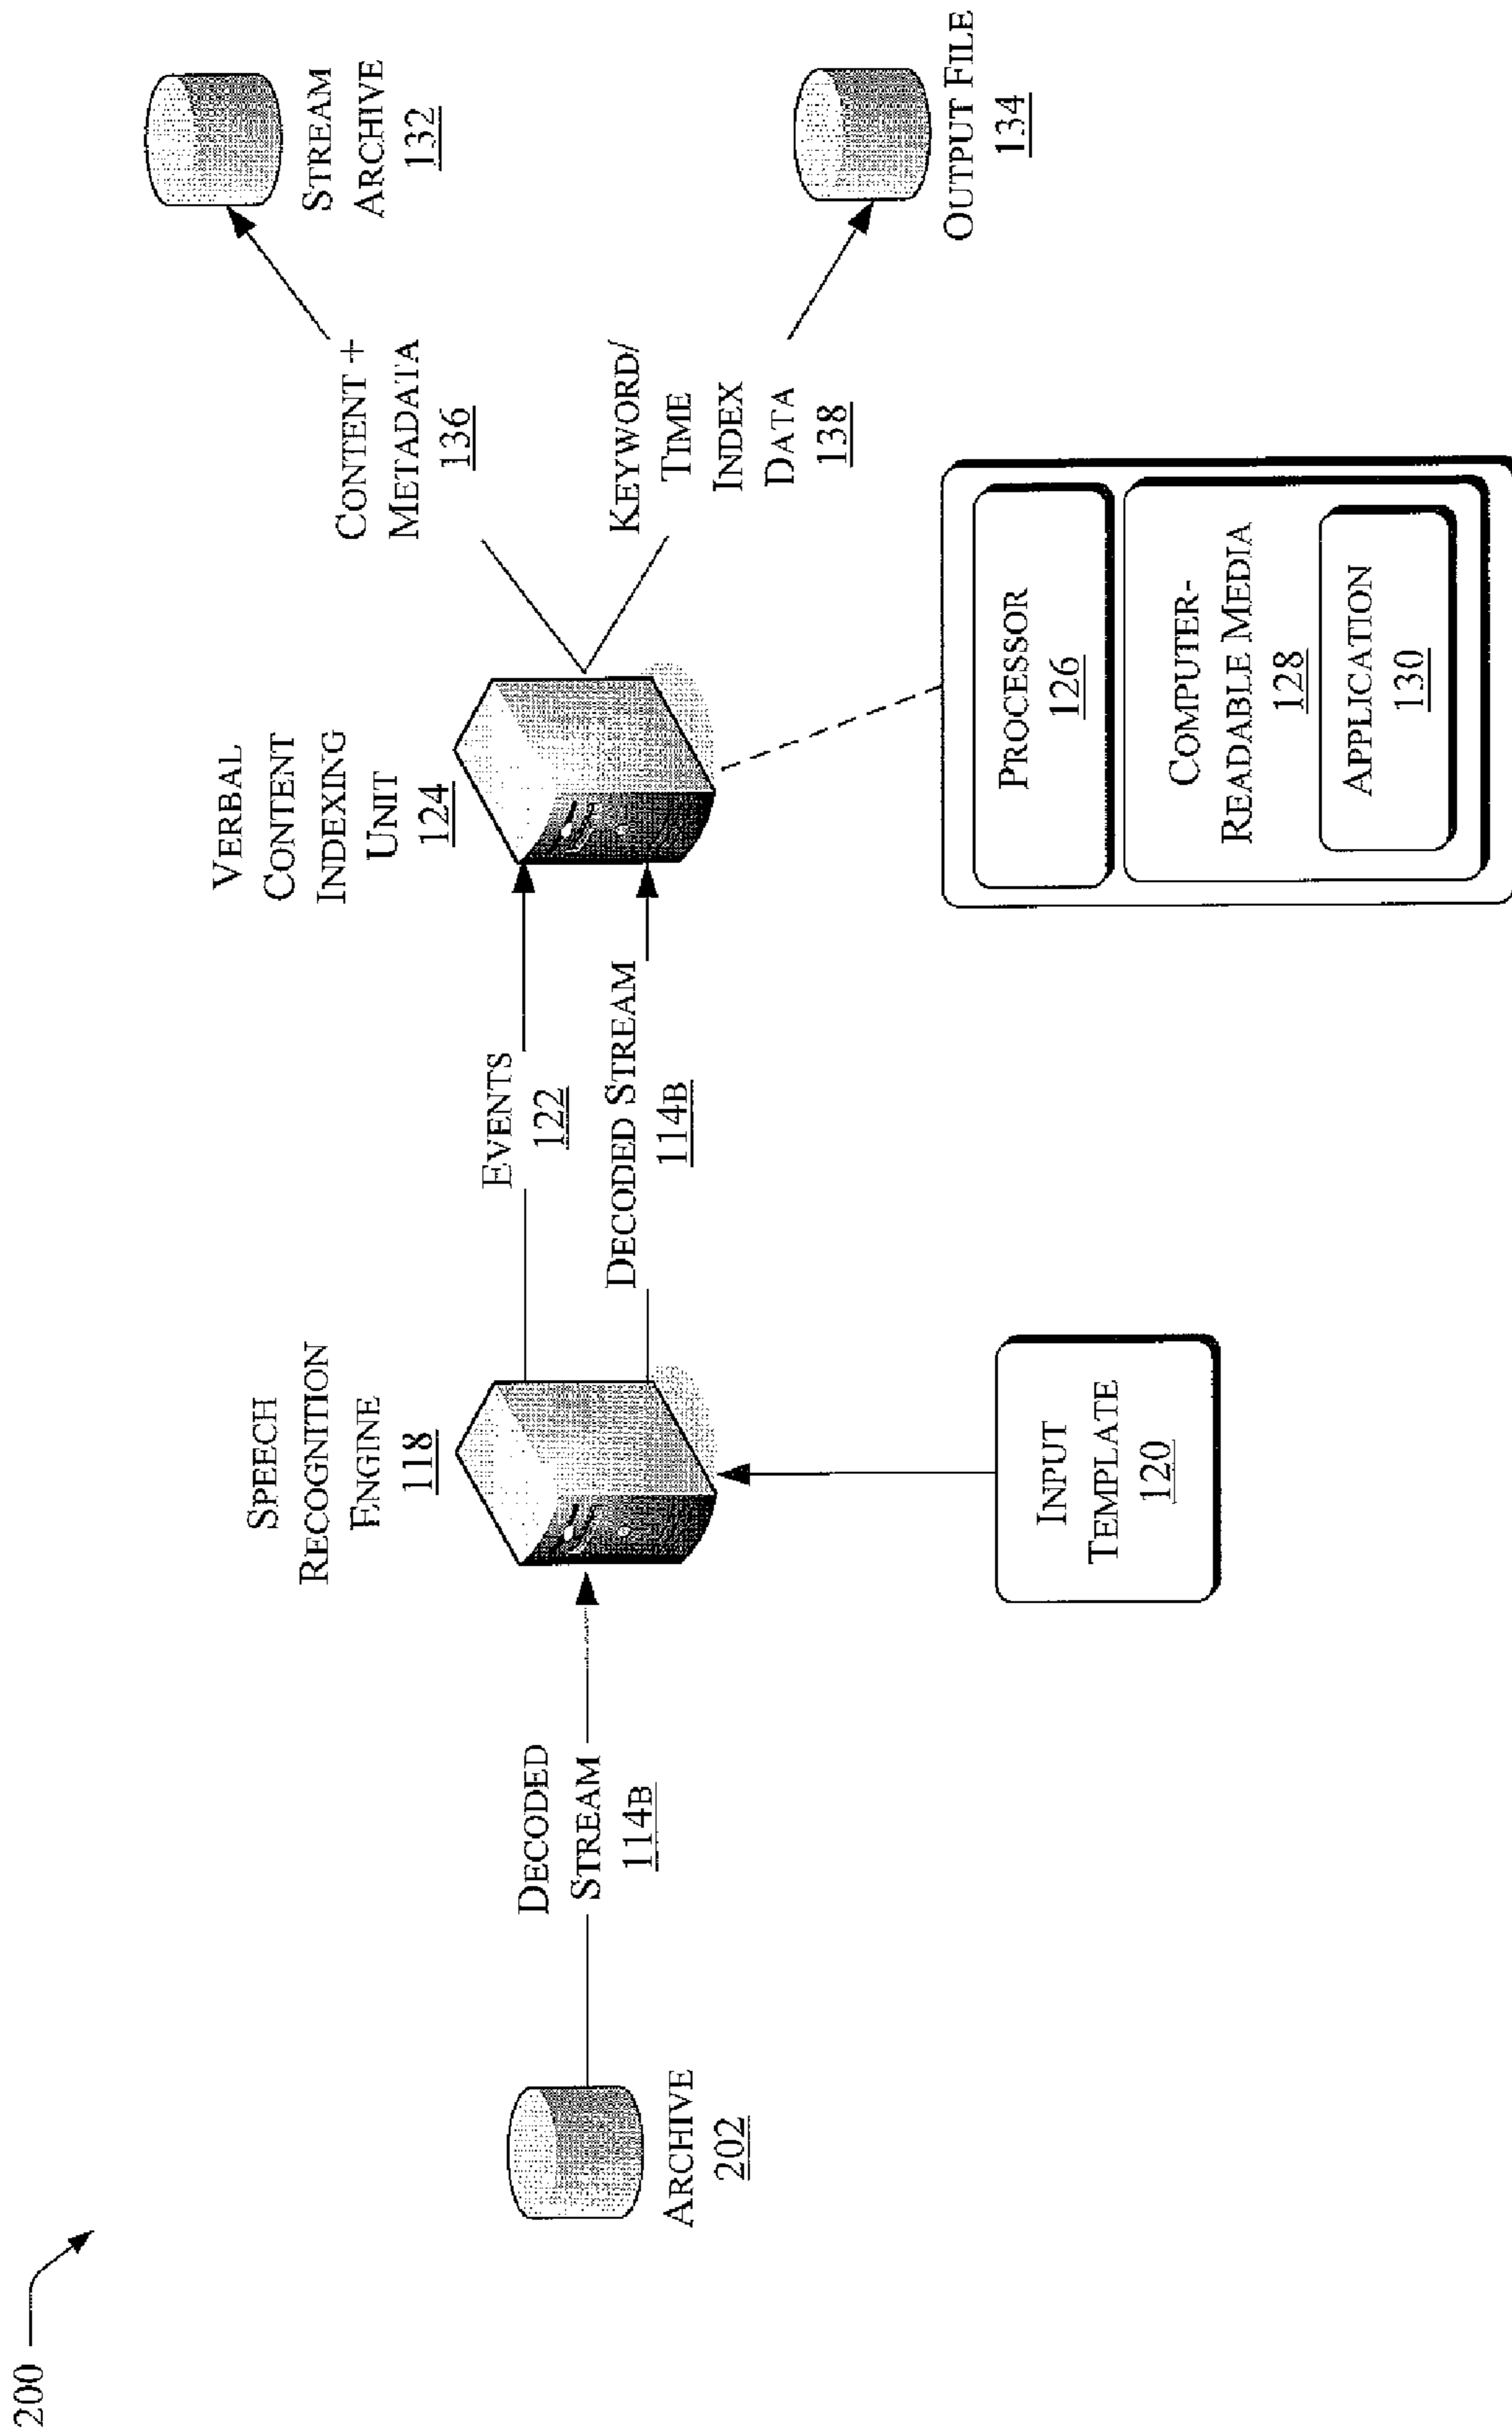 200
ARCHIVE
202
DECODED
STREAM
114B
SPEECH
RECOGNITION
ENGINE
118
INPUT
TEMPLATE
120
EVENTS
122
DECODED STREAM
114B
VERBAL
CONTENT
INDEXING
UNIT
124
PROCESSOR
126
COMPUTER-
READABLE MEDIA
128
APPLICATION
130
CONTENT +
METADATA
136
KEYWORD/
TIME
INDEX
DATA
138
STREAM
ARCHIVE
132
OUTPUT FILE
134